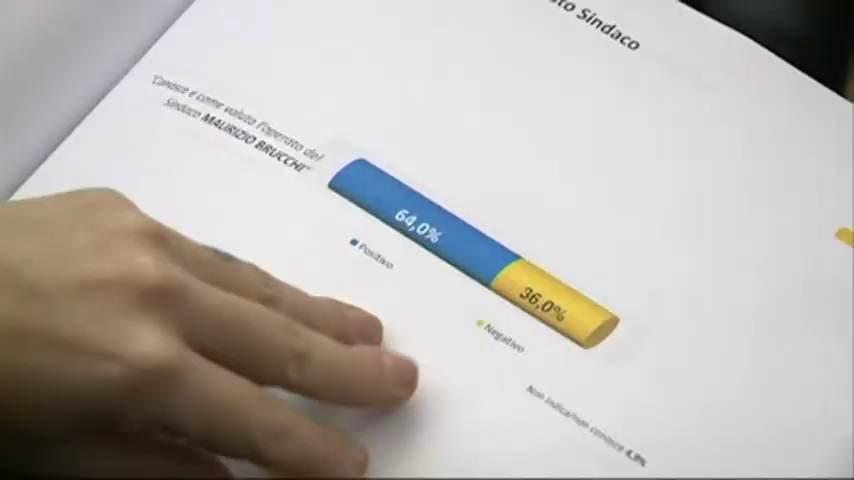 Sindaco
"Conosce e come valuta l'operato del
Sindaco MAURIZIO BRUCCHI"
64,0%
36,0%
Positivo
Negativo
Non indica/non conosce 4,9%